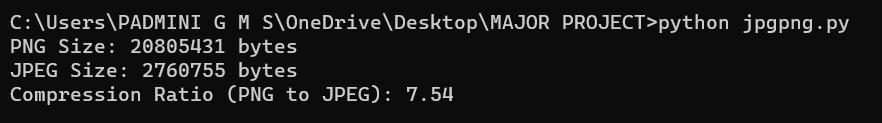 C:\Users\PADMINI G M S\OneDrive\Desktop\MAJOR PROJECT>python jpgpng.py
PNG Size: 20805431 bytes
JPEG Size: 2760755 bytes
Compression Ratio (PNG to JPEG): 7.54